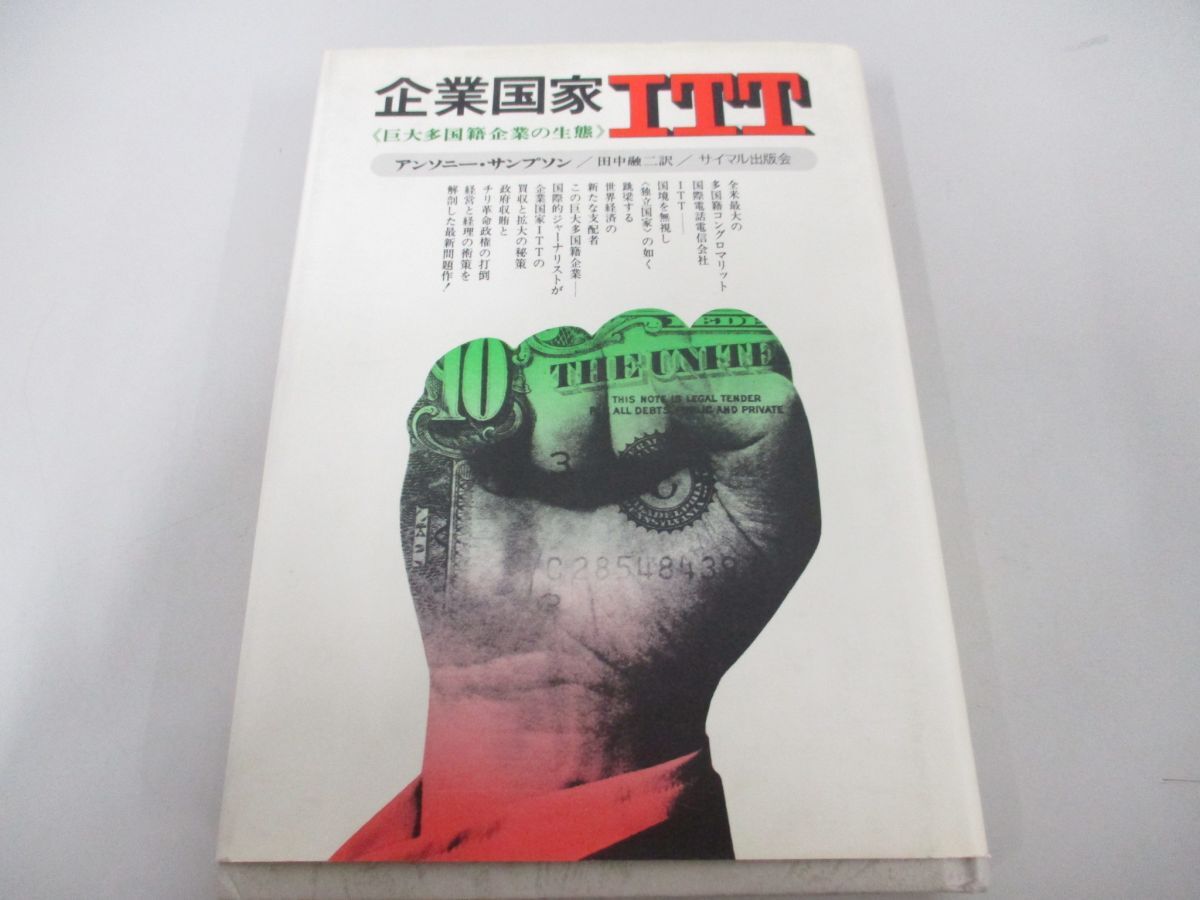 企業国家ITT
《巨大多国籍企業の生態》
アンソニー・サンプソン／田中融二訳／サイマル出版会
全米最大の
多国籍コングロマリット
国際電話電信会社
ITT――
国境を無視し
〈独立国家〉の如く
跳梁する
世界経済の
新たな支配者
この巨大多国籍企業――
国際的ジャーナリストが
企業国家ITTの
買収と拡大の秘策
政府収賄と
チリ革命政権の打倒
経営と経理の術策を
解剖した最新問題作！
10
THE UNITE
THIS NOTE IS LEGAL TENDER
FOR ALL DEBTS, PUBLIC AND PRIVATE
3
C28548439